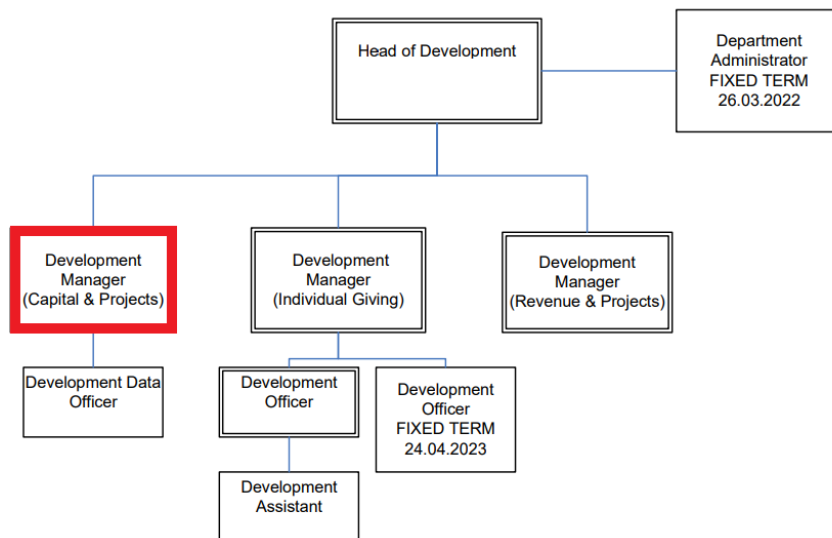 Head of Development
Department
Administrator
FIXED TERM
26.03.2022
Development
Manager
(Capital & Projects)
Development
Manager
(Individual Giving)
Development
Manager
(Revenue & Projects)
Development Data
Officer
Development
Officer
Development
Officer
FIXED TERM
24.04.2023
Development
Assistant